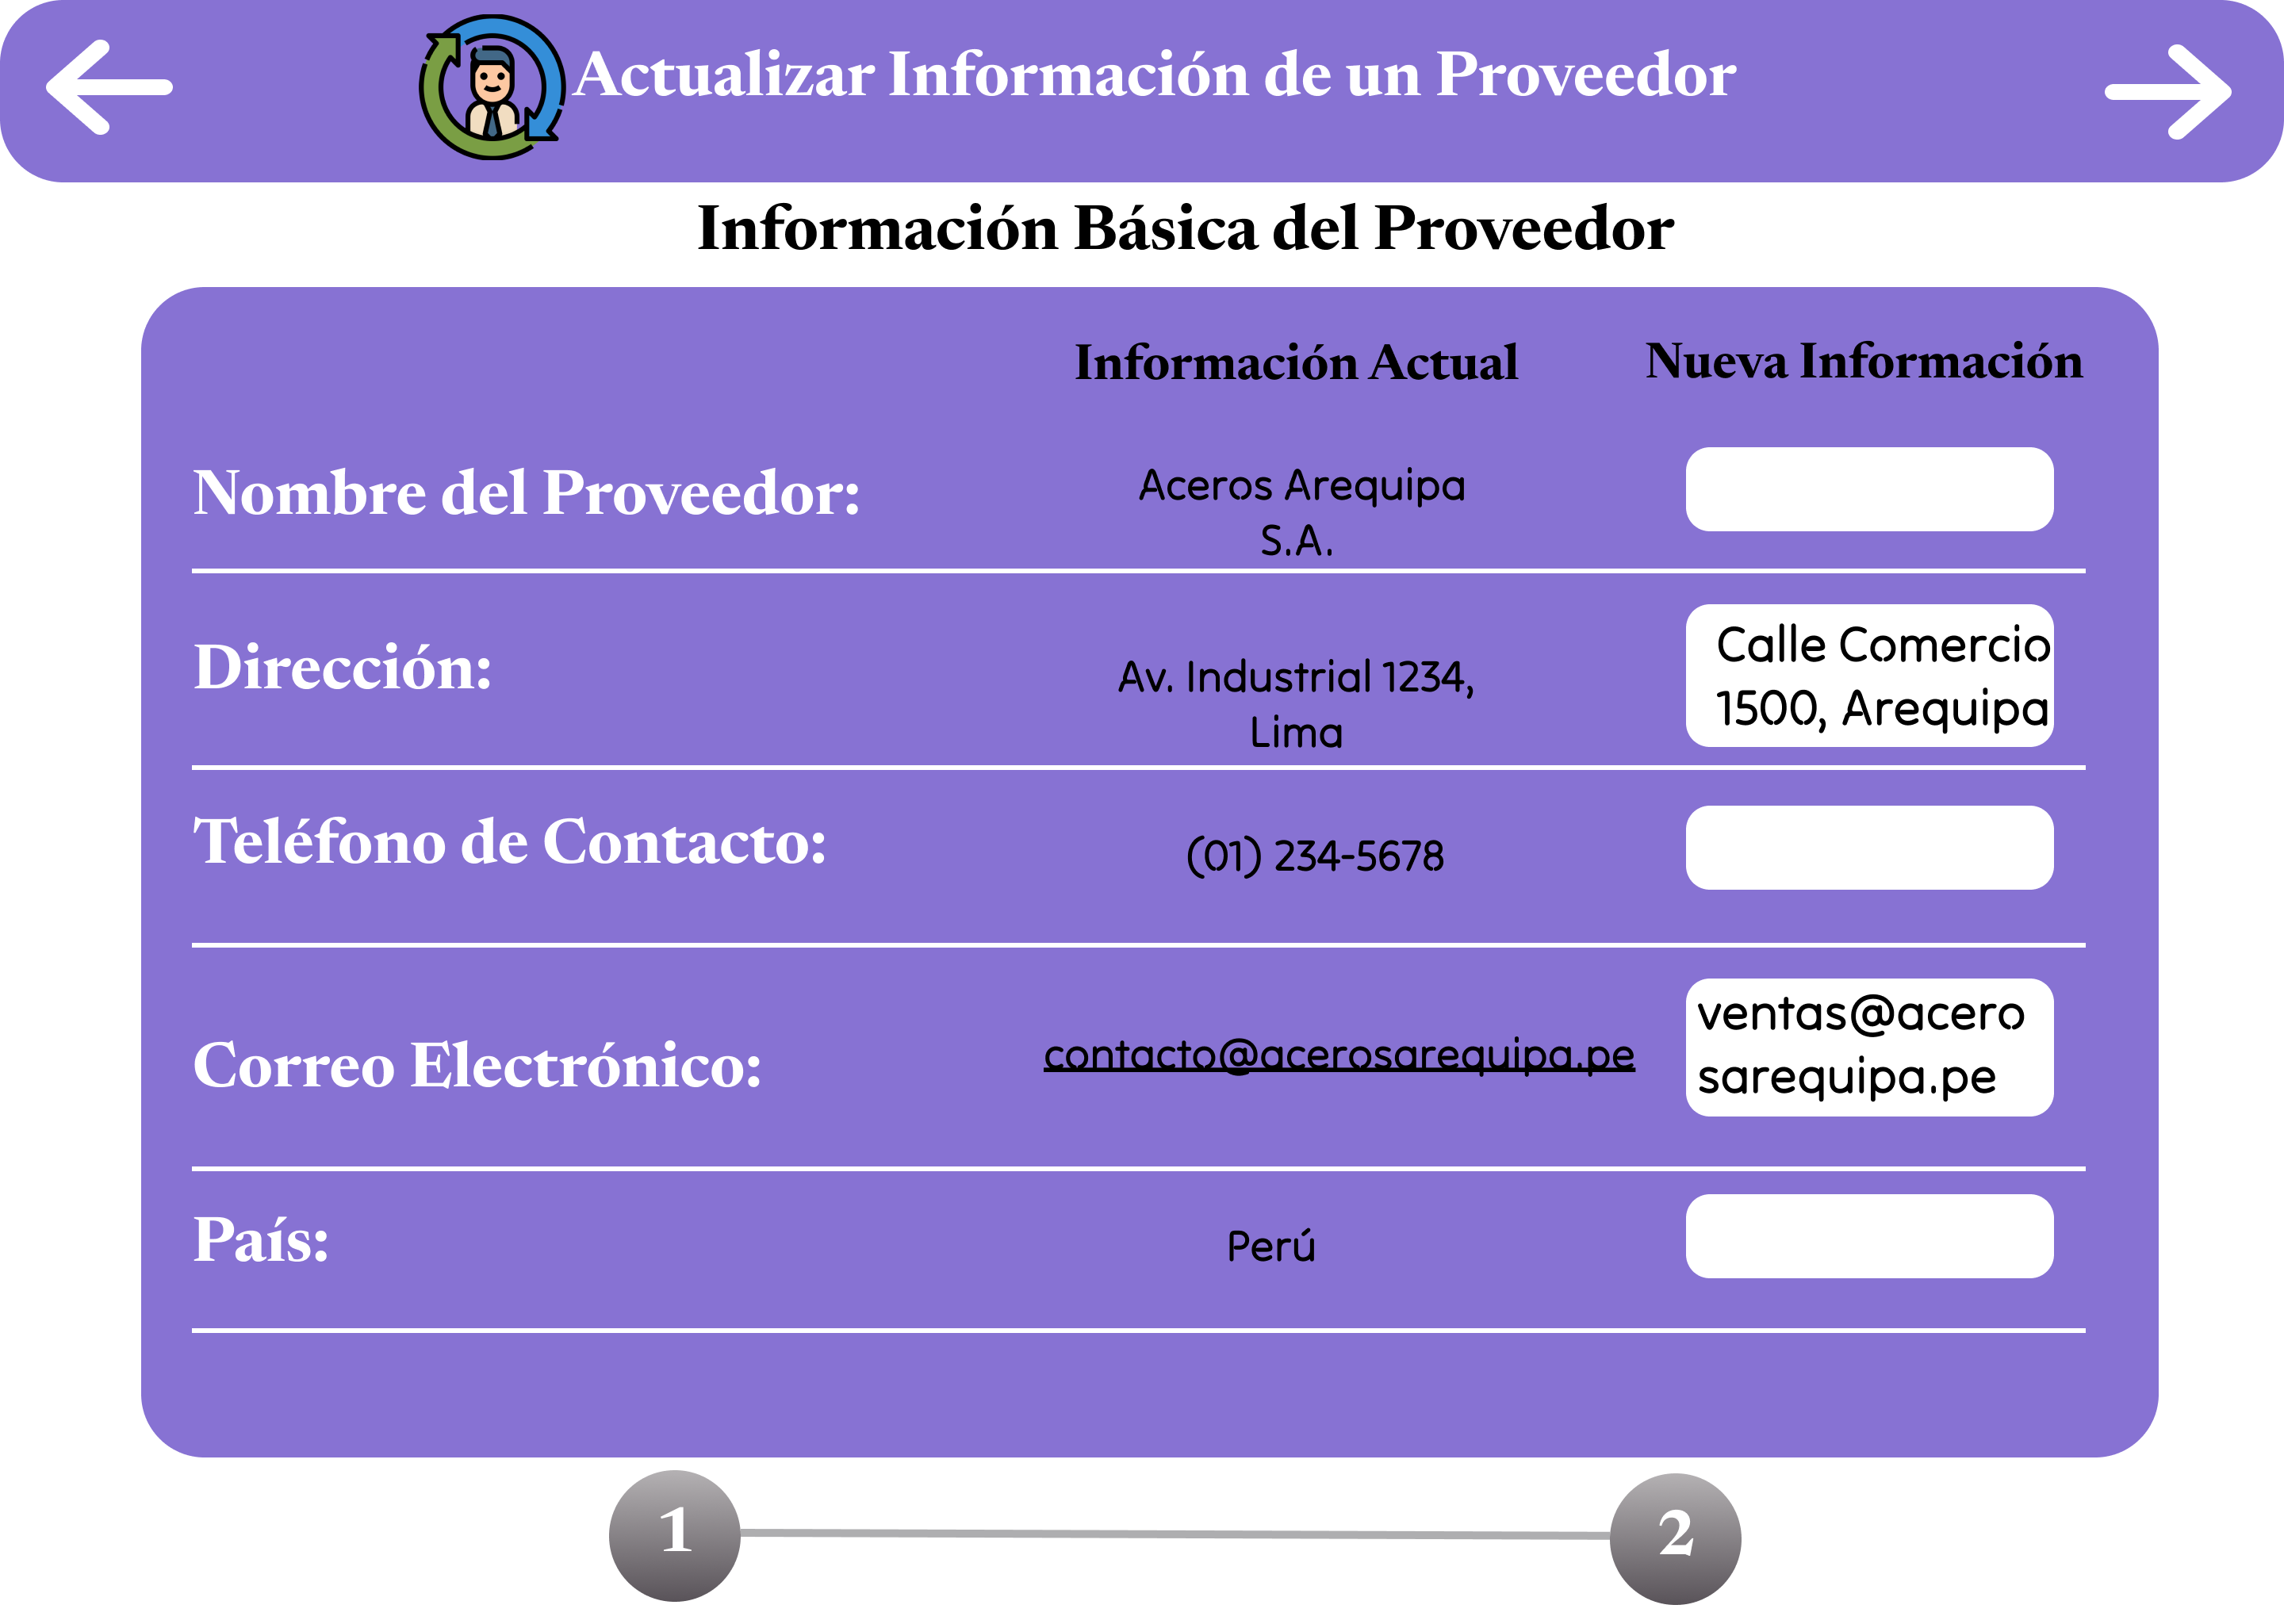 Actualizar Información de un Proveedor
Información Básica del Proveedor
Información Actual
Nueva Información
Nombre del Proveedor:
Aceros Arequipa
S.A.
Dirección:
Av. Industrial 1234,
Lima
Calle Comercio
1500, Arequipa
Teléfono de Contacto:
(01) 234-5678
Correo Electrónico:
contacto@acerosarequipa.pe
ventas@acero
sarequipa.pe
País:
Perú
1
2